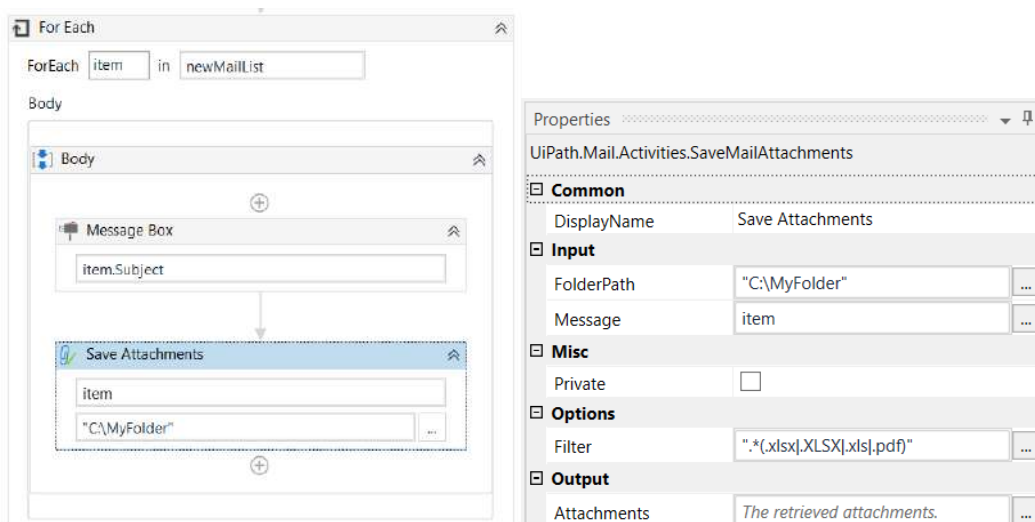 For Each
ForEach item in newMailList
Body
Body
Message Box
item.Subject
Save Attachments
item
"C:\MyFolder"
...
Properties
UiPath.Mail.Activities.SaveMailAttachments
Common
DisplayName Save Attachments
Input
FolderPath "C:\MyFolder" ...
Message item ...
Misc
Private
Options
Filter ".*(.xlsx|.XLSX|.xls|.pdf)" ...
Output
Attachments The retrieved attachments. ...